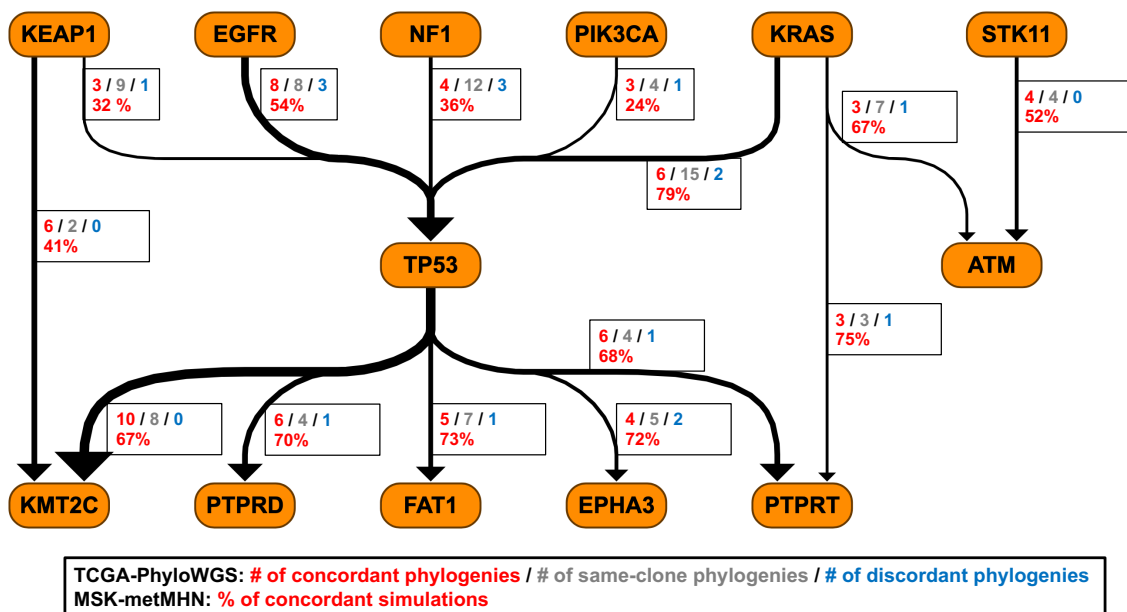 KEAP1 EGFR NF1 PIK3CA KRAS STK11
3 / 9 / 1
32 %
8 / 8 / 3
54%
4 / 12 / 3
36%
3 / 4 / 1
24%
3 / 7 / 1
67%
4 / 4 / 0
52%
6 / 15 / 2
79%
6 / 2 / 0
41%
TP53 ATM
6 / 4 / 1
68%
3 / 3 / 1
75%
10 / 8 / 0
67%
6 / 4 / 1
70%
5 / 7 / 1
73%
4 / 5 / 2
72%
KMT2C PTPRD FAT1 EPHA3 PTPRT
TCGA-PhyloWGS: # of concordant phylogenies / # of same-clone phylogenies / # of discordant phylogenies
MSK-metMHN: % of concordant simulations